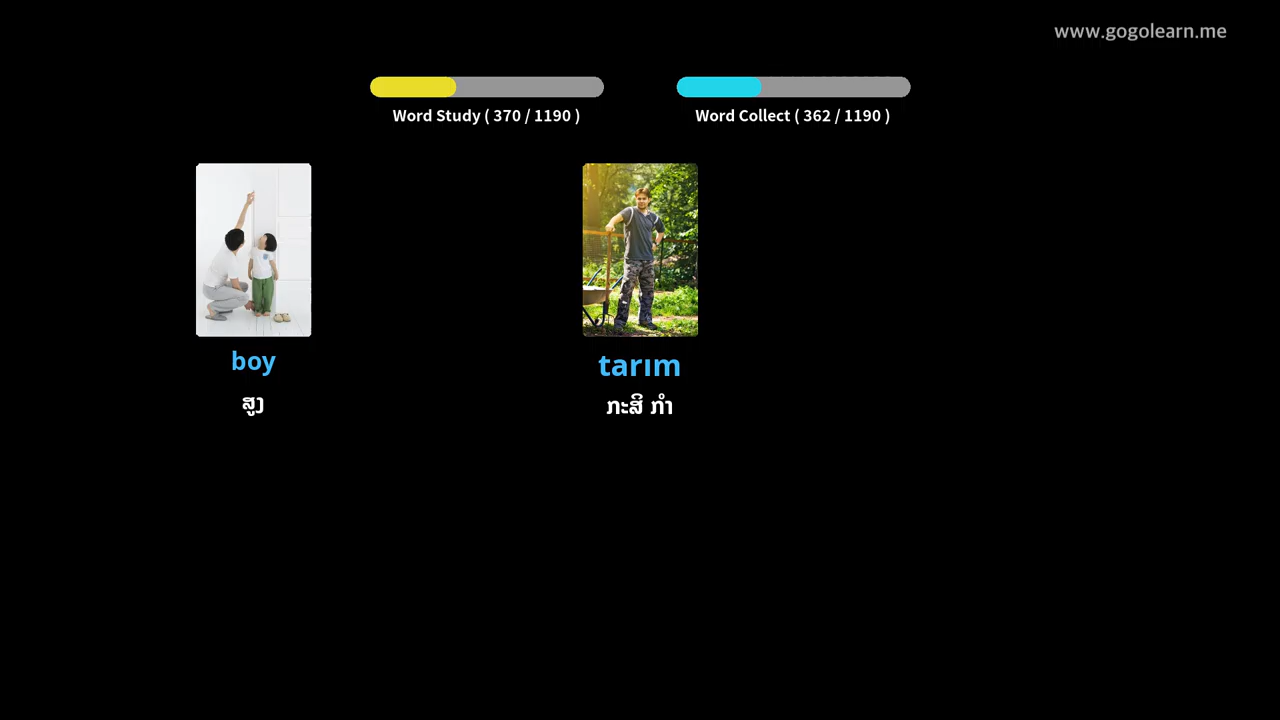 www.gogolearn.me
Word Study ( 370 / 1190 )
Word Collect ( 362 / 1190 )
boy
ສູງ
tarım
ກະສິ ກຳ